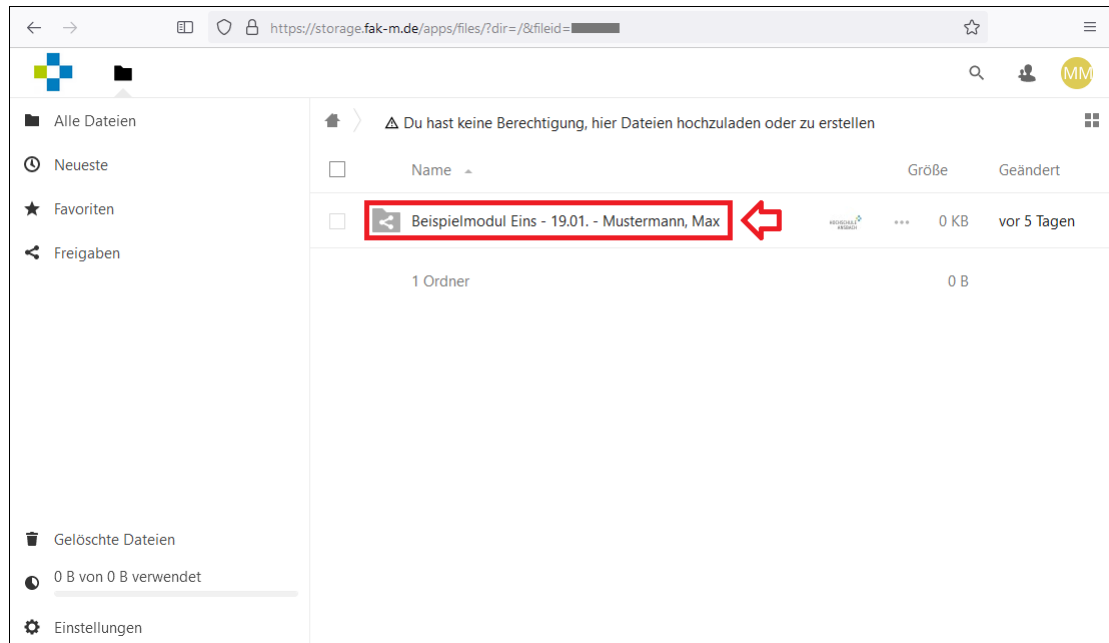 https://storage.fak-m.de/apps/files/?dir=/&fileid=
MM
Alle Dateien
Neueste
Favoriten
Freigaben
Gelöschte Dateien
0 B von 0 B verwendet
Einstellungen
Du hast keine Berechtigung, hier Dateien hochzuladen oder zu erstellen
Name Größe Geändert
Beispielmodul Eins - 19.01. - Mustermann, Max HOCHSCHULE ANSBACH ••• 0 KB vor 5 Tagen
1 Ordner 0 B